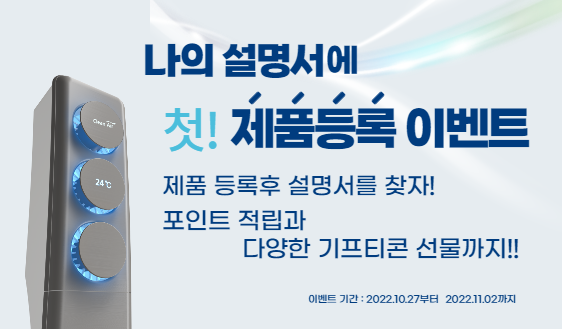 나의 설명서에
첫! 제품등록 이벤트
제품 등록후 설명서를 찾자!
포인트 적립과
다양한 기프티콘 선물까지!!
24℃
이벤트 기간 : 2022.10.27부터 2022.11.02까지